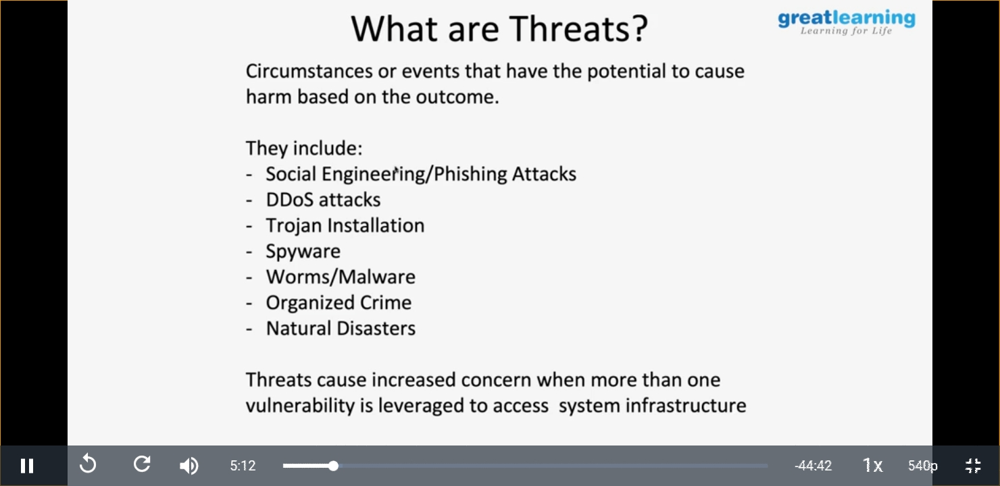 What are Threats?
greatlearning
Learning for Life
Circumstances or events that have the potential to cause
harm based on the outcome.
They include:
- Social Engineering/Phishing Attacks
- DDoS attacks
- Trojan Installation
- Spyware
- Worms/Malware
- Organized Crime
- Natural Disasters
Threats cause increased concern when more than one
vulnerability is leveraged to access system infrastructure
5:12 -44:42 1x 540p